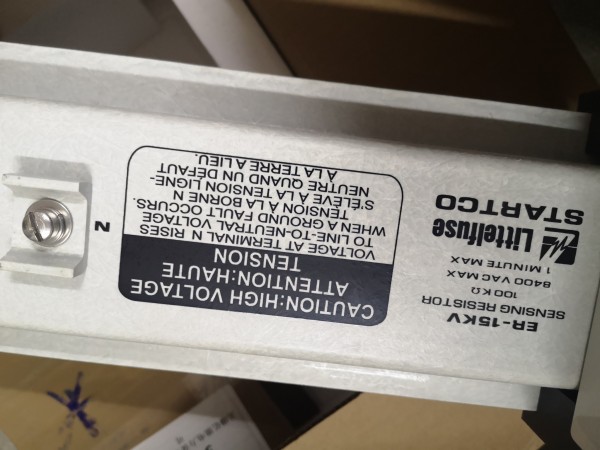 ER-15KV
SENSING RESISTOR
100 KΩ
8400 VAC MAX
1 MINUTE MAX
Littelfuse
STARTCO
CAUTION:HIGH VOLTAGE
ATTENTION:HAUTE
TENSION
VOLTAGE AT TERMINAL N RISES
TO LINE-TO-NEUTRAL VOLTAGE
WHEN A GROUND FAULT OCCURS.
TENSION À LA BORNE N
S'ÉLÈVE À LA TENSION LIGNE-
NEUTRE QUAND UN DÉFAUT
À LA TERRE A LIEU.
N